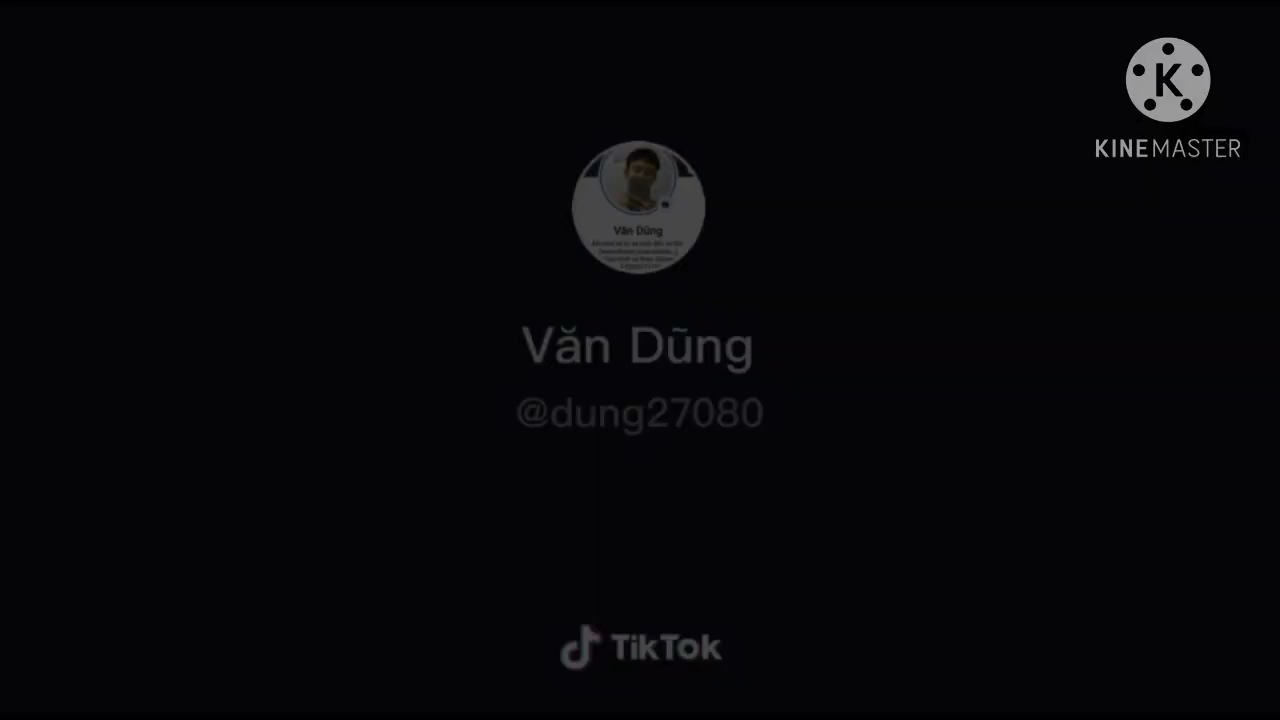 K
KINEMASTER
Văn Dũng
Văn Dũng
@dung27080
TikTok